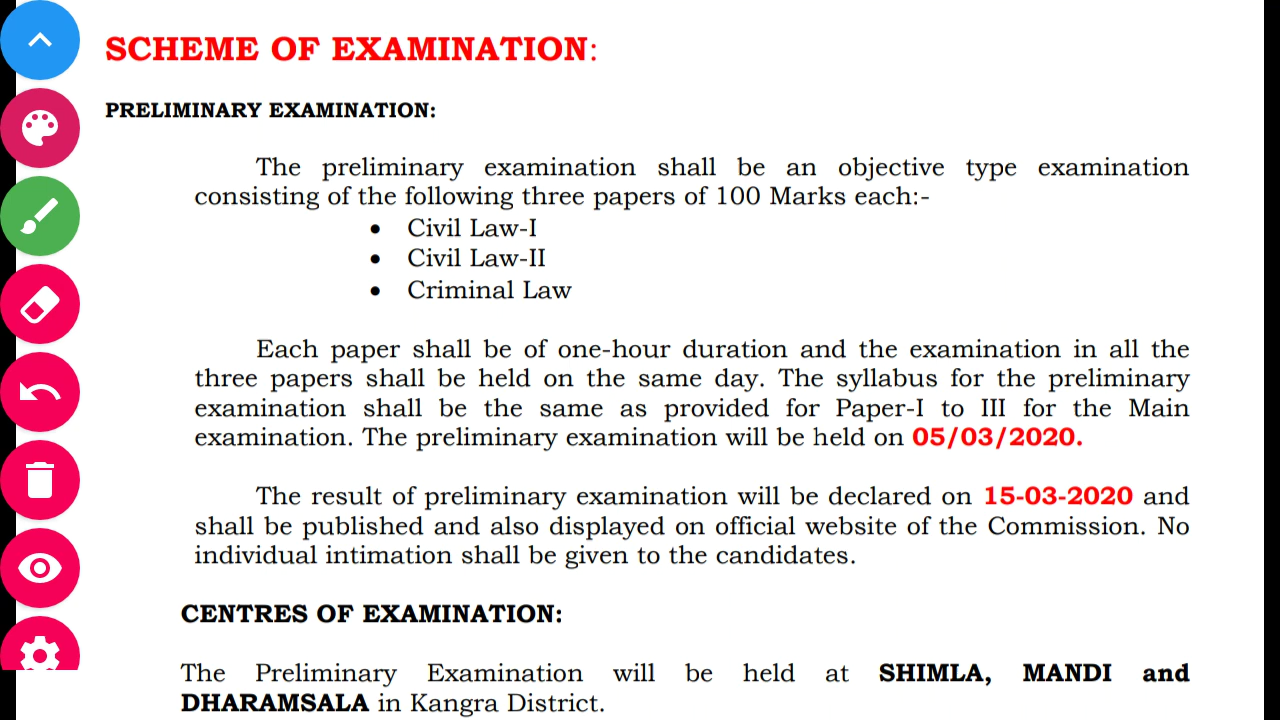 SCHEME OF EXAMINATION:
PRELIMINARY EXAMINATION:
The preliminary examination shall be an objective type examination
consisting of the following three papers of 100 Marks each:-
• Civil Law-I
• Civil Law-II
• Criminal Law
Each paper shall be of one-hour duration and the examination in all the
three papers shall be held on the same day. The syllabus for the preliminary
examination shall be the same as provided for Paper-I to III for the Main
examination. The preliminary examination will be held on 05/03/2020.
The result of preliminary examination will be declared on 15-03-2020 and
shall be published and also displayed on official website of the Commission. No
individual intimation shall be given to the candidates.
CENTRES OF EXAMINATION:
The Preliminary Examination will be held at SHIMLA, MANDI and
DHARAMSALA in Kangra District.